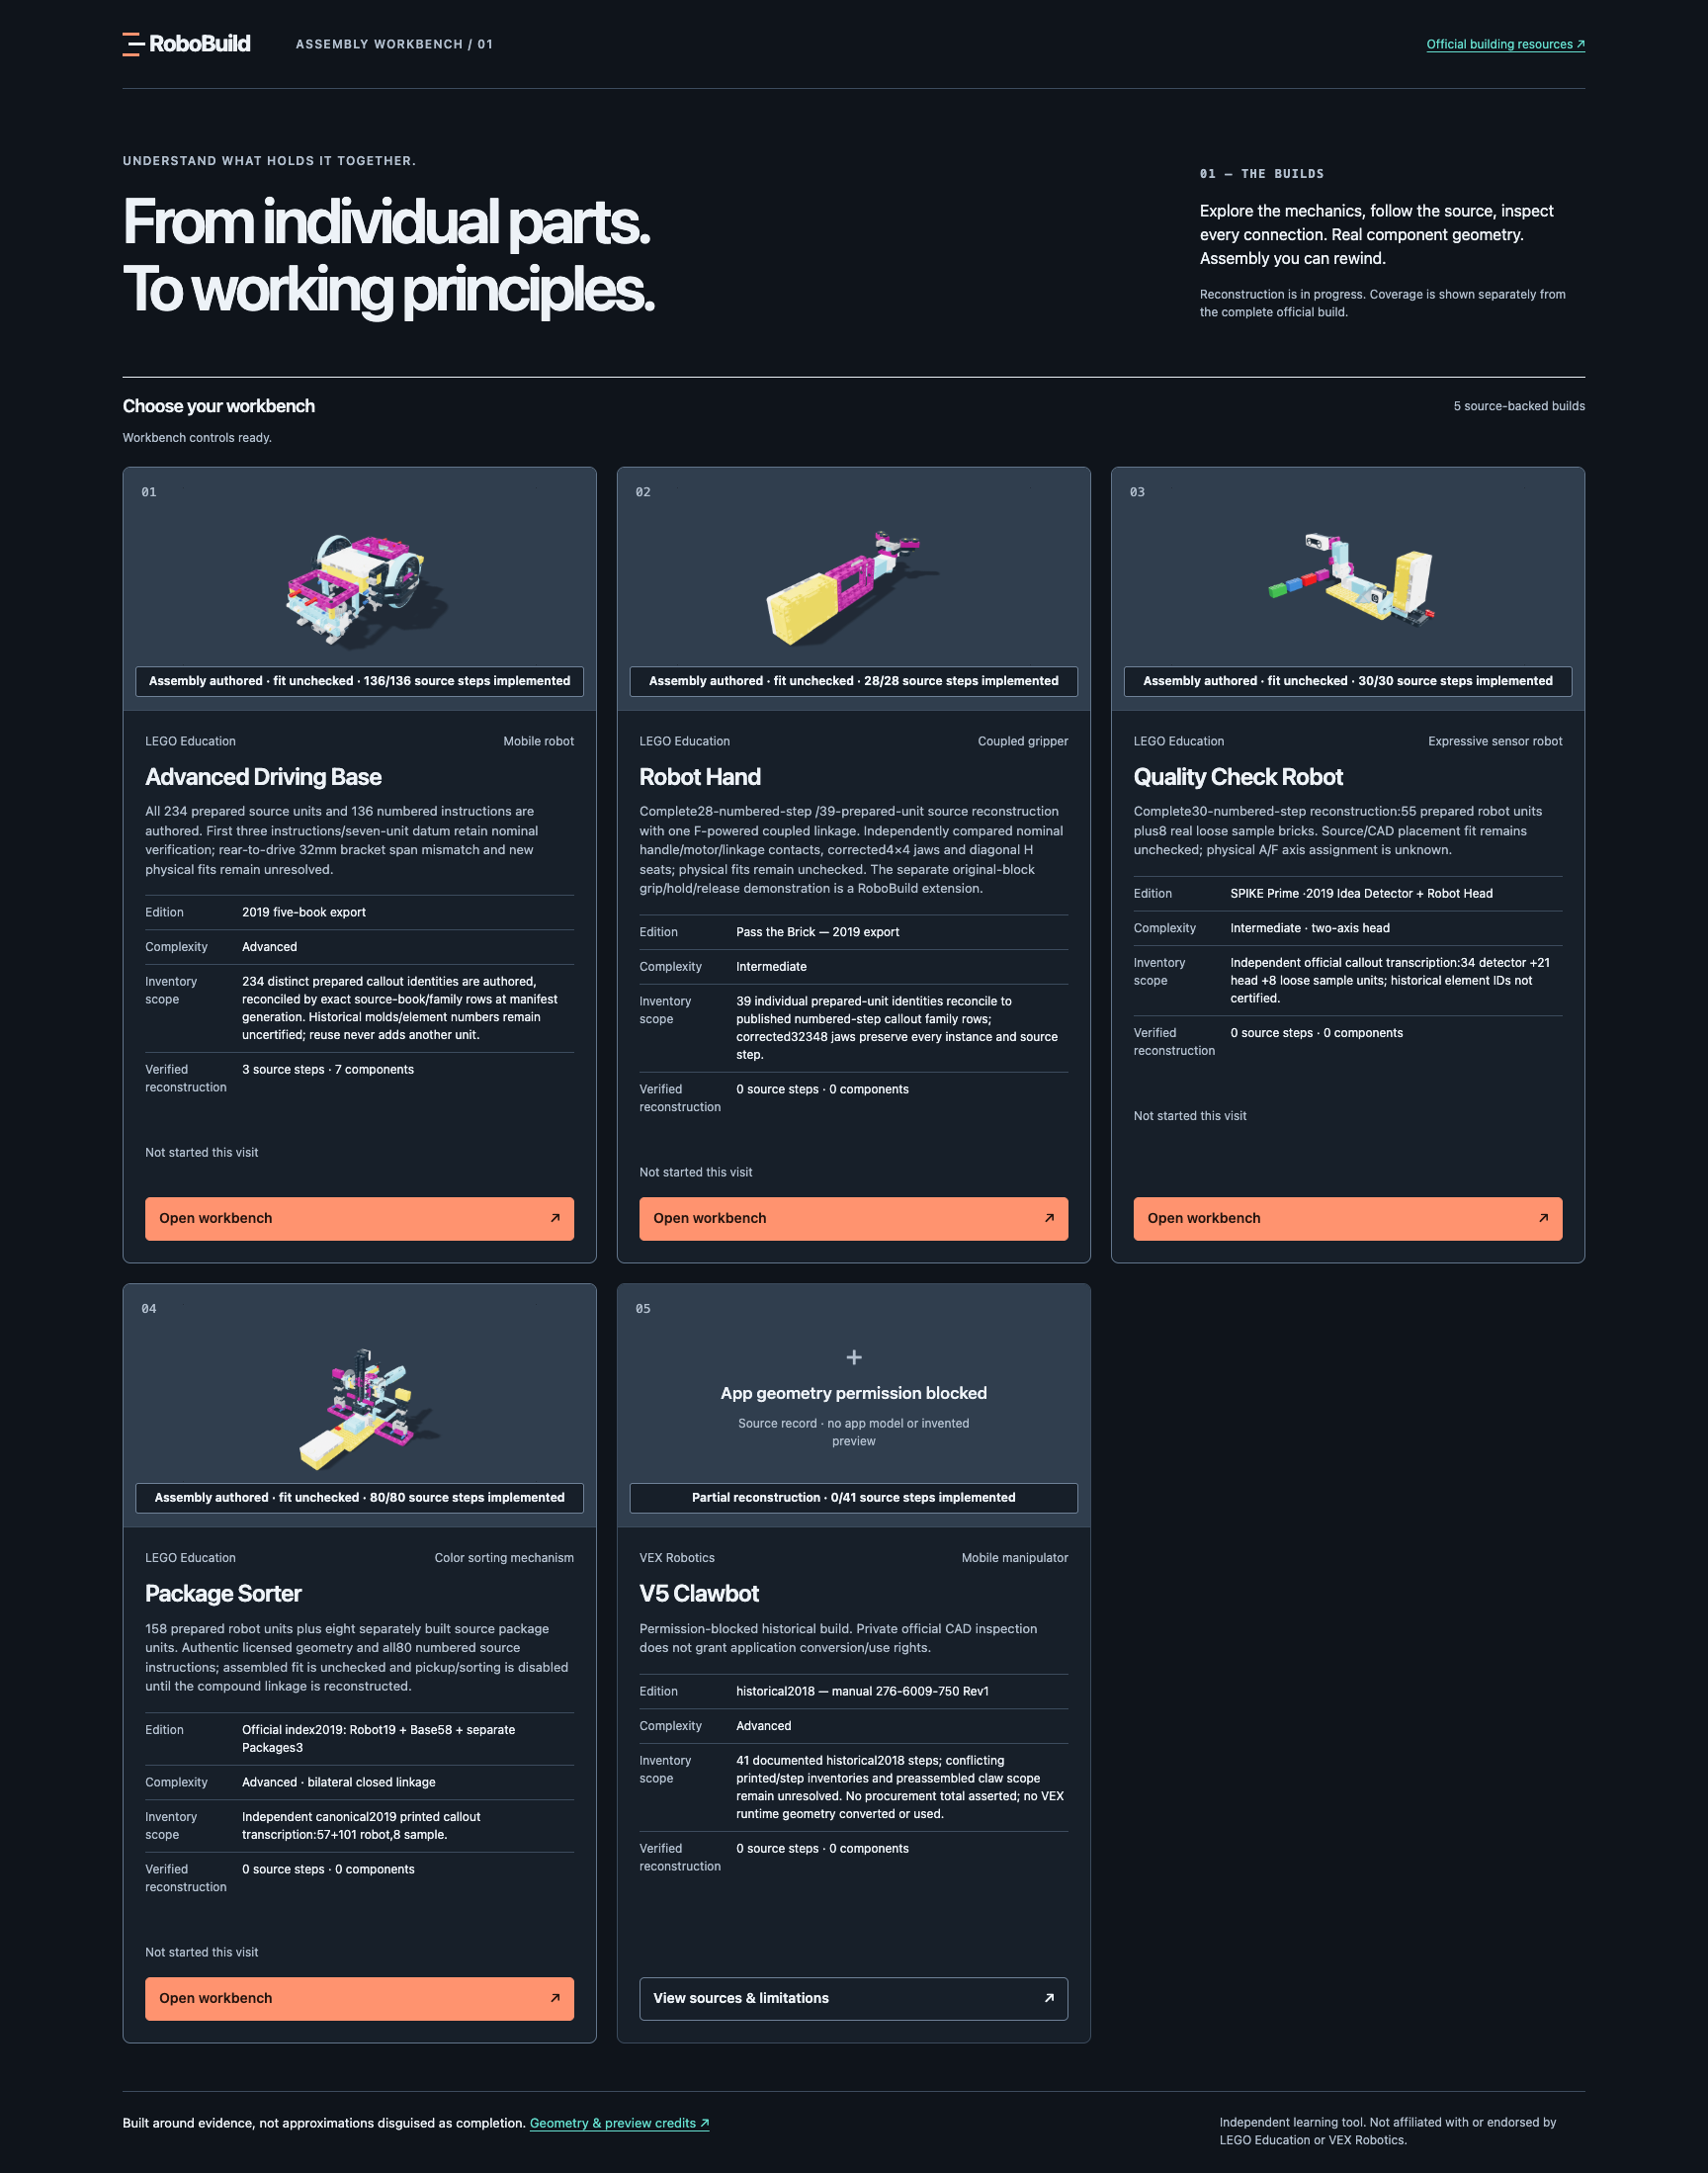 RoboBuild
ASSEMBLY WORKBENCH / 01
Official building resources ↗
UNDERSTAND WHAT HOLDS IT TOGETHER.
From individual parts.
To working principles.
01 — THE BUILDS
Explore the mechanics, follow the source, inspect
every connection. Real component geometry.
Assembly you can rewind.
Reconstruction is in progress. Coverage is shown separately from
the complete official build.
Choose your workbench
5 source-backed builds
Workbench controls ready.
01
Assembly authored · fit unchecked · 136/136 source steps implemented
LEGO Education
Mobile robot
Advanced Driving Base
All 234 prepared source units and 136 numbered instructions are
authored. First three instructions/seven-unit datum retain nominal
verification; rear-to-drive 32mm bracket span mismatch and new
physical fits remain unresolved.
Edition
2019 five-book export
Complexity
Advanced
Inventory
scope
234 distinct prepared callout identities are authored,
reconciled by exact source-book/family rows at manifest
generation. Historical molds/element numbers remain
uncertified; reuse never adds another unit.
Verified
reconstruction
3 source steps · 7 components
Not started this visit
Open workbench ↗
02
Assembly authored · fit unchecked · 28/28 source steps implemented
LEGO Education
Coupled gripper
Robot Hand
Complete28-numbered-step /39-prepared-unit source reconstruction
with one F-powered coupled linkage. Independently compared nominal
handle/motor/linkage contacts, corrected4×4 jaws and diagonal H
seats; physical fits remain unchecked. The separate original-block
grip/hold/release demonstration is a RoboBuild extension.
Edition
Pass the Brick — 2019 export
Complexity
Intermediate
Inventory
scope
39 individual prepared-unit identities reconcile to
published numbered-step callout family rows;
corrected32348 jaws preserve every instance and source
step.
Verified
reconstruction
0 source steps · 0 components
Not started this visit
Open workbench ↗
03
Assembly authored · fit unchecked · 30/30 source steps implemented
LEGO Education
Expressive sensor robot
Quality Check Robot
Complete30-numbered-step reconstruction:55 prepared robot units
plus8 real loose sample bricks. Source/CAD placement fit remains
unchecked; physical A/F axis assignment is unknown.
Edition
SPIKE Prime ·2019 Idea Detector + Robot Head
Complexity
Intermediate · two-axis head
Inventory
scope
Independent official callout transcription:34 detector +21
head +8 loose sample units; historical element IDs not
certified.
Verified
reconstruction
0 source steps · 0 components
Not started this visit
Open workbench ↗
04
Assembly authored · fit unchecked · 80/80 source steps implemented
LEGO Education
Color sorting mechanism
Package Sorter
158 prepared robot units plus eight separately built source package
units. Authentic licensed geometry and all80 numbered source
instructions; assembled fit is unchecked and pickup/sorting is disabled
until the compound linkage is reconstructed.
Edition
Official index2019: Robot19 + Base58 + separate
Packages3
Complexity
Advanced · bilateral closed linkage
Inventory
scope
Independent canonical2019 printed callout
transcription:57+101 robot,8 sample.
Verified
reconstruction
0 source steps · 0 components
Not started this visit
Open workbench ↗
05
+
App geometry permission blocked
Source record · no app model or invented
preview
Partial reconstruction · 0/41 source steps implemented
VEX Robotics
Mobile manipulator
V5 Clawbot
Permission-blocked historical build. Private official CAD inspection
does not grant application conversion/use rights.
Edition
historical2018 — manual 276-6009-750 Rev1
Complexity
Advanced
Inventory
scope
41 documented historical2018 steps; conflicting
printed/step inventories and preassembled claw scope
remain unresolved. No procurement total asserted; no VEX
runtime geometry converted or used.
Verified
reconstruction
0 source steps · 0 components
View sources & limitations ↗
Built around evidence, not approximations disguised as completion. Geometry & preview credits ↗
Independent learning tool. Not affiliated with or endorsed by
LEGO Education or VEX Robotics.